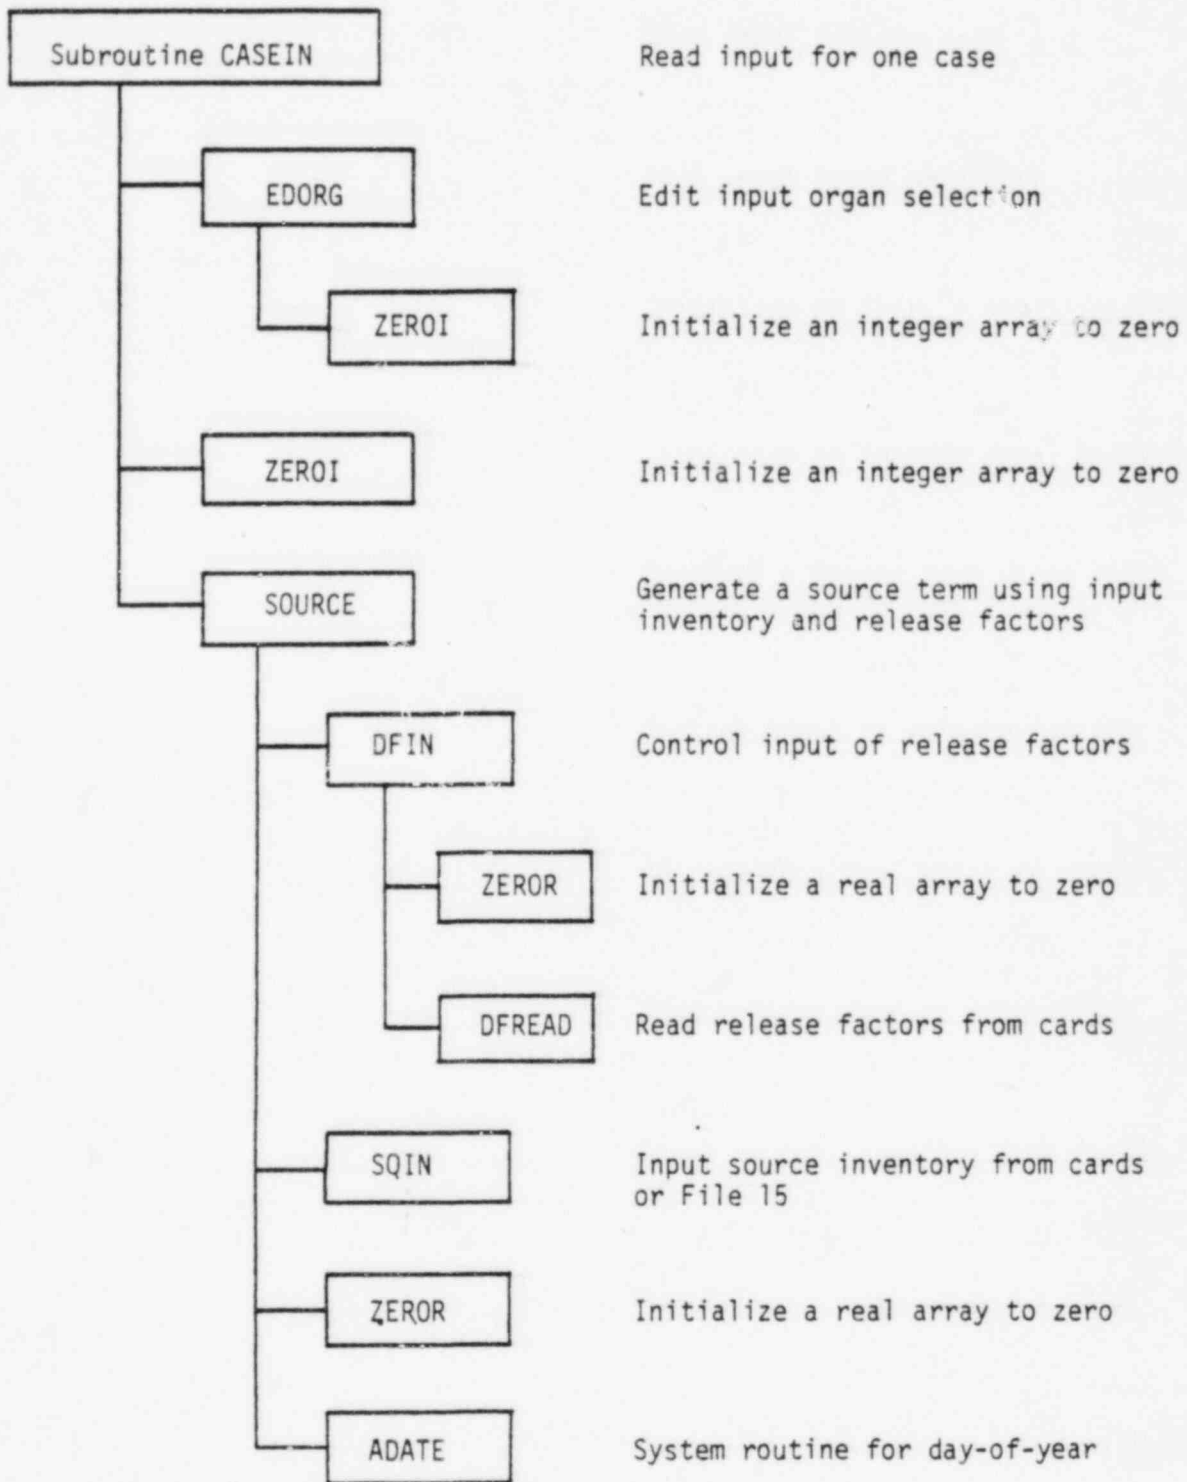 Subroutine CASEIN Read input for one case
EDORG Edit input organ selection
ZEROI Initialize an integer array to zero
ZEROI Initialize an integer array to zero
SOURCE Generate a source term using input
inventory and release factors
DFIN Control input of release factors
ZEROR Initialize a real array to zero
DFREAD Read release factors from cards
SQIN Input source inventory from cards
or File 15
ZEROR Initialize a real array to zero
ADATE System routine for day-of-year